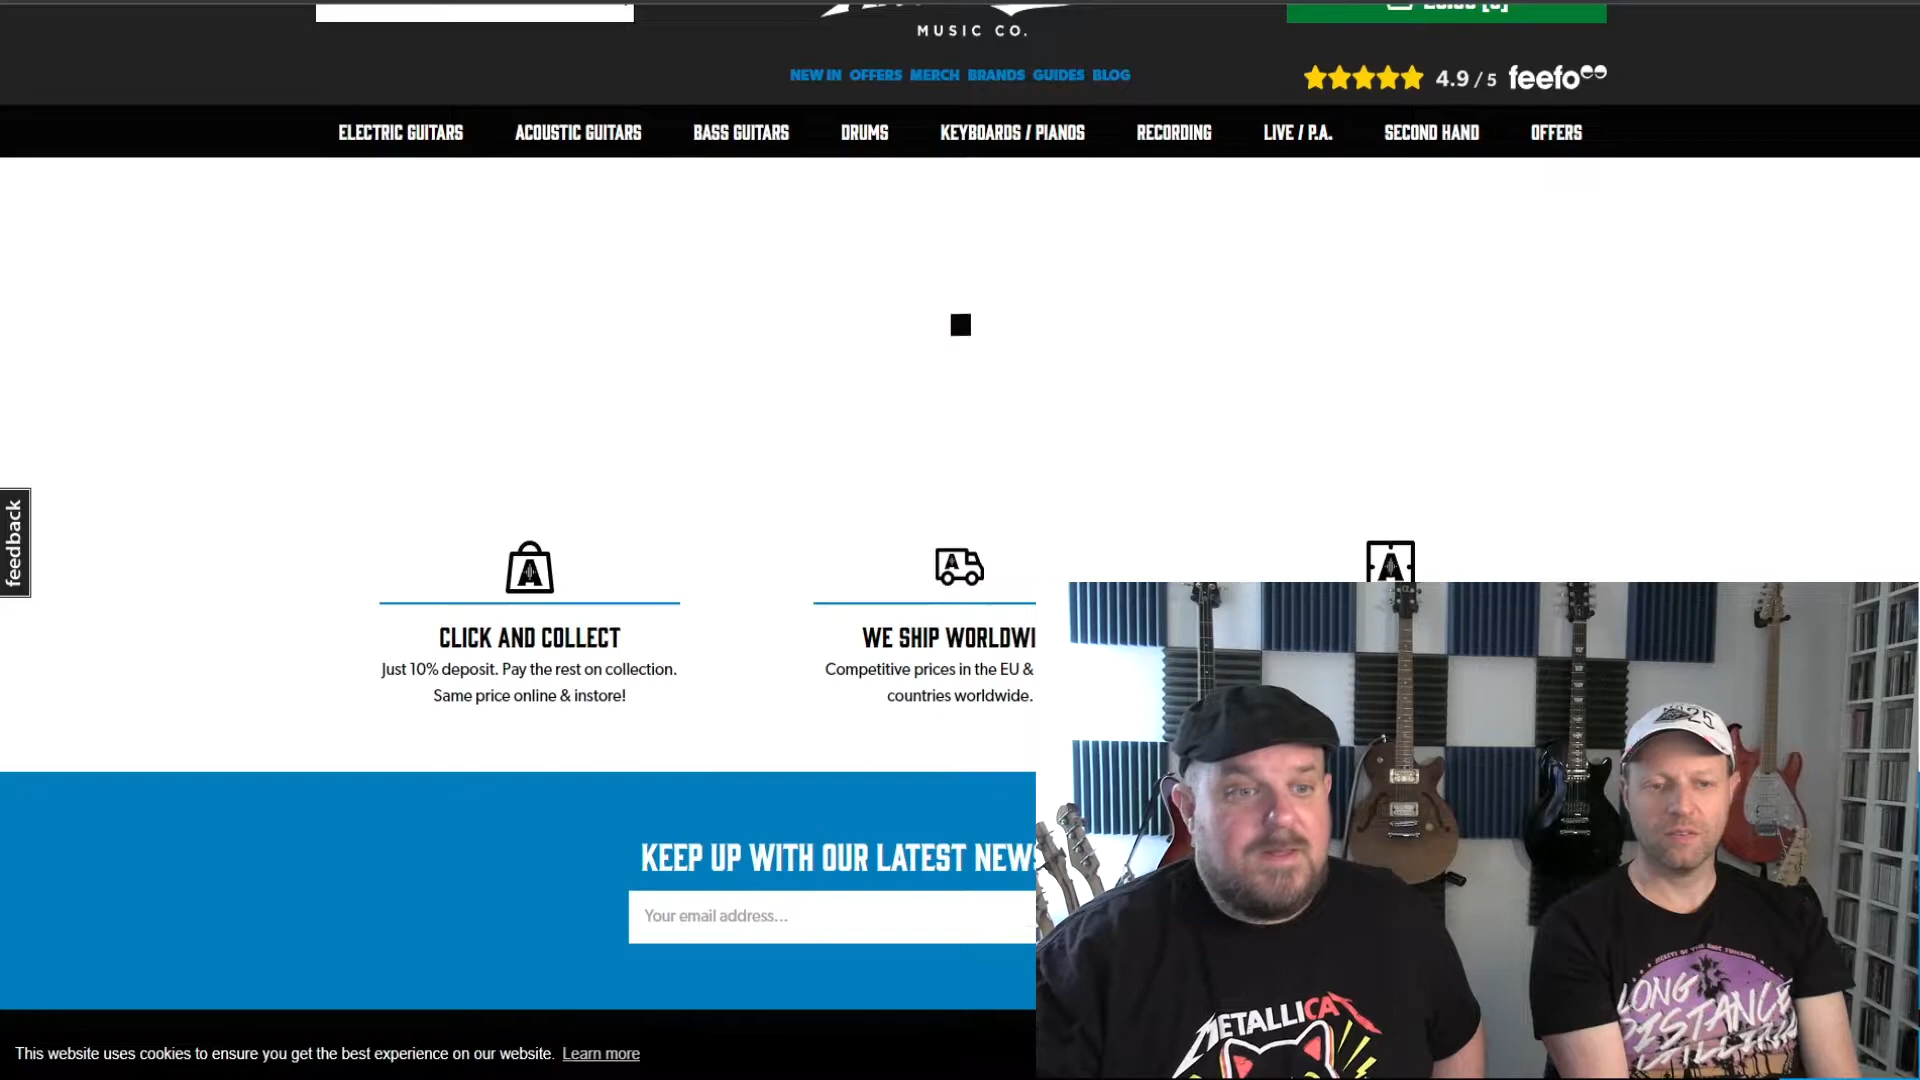 MUSIC CO.
NEW IN OFFERS MERCH BRANDS GUIDES BLOG
4.9 / 5 feefo
ELECTRIC GUITARS ACOUSTIC GUITARS BASS GUITARS DRUMS KEYBOARDS / PIANOS RECORDING LIVE / P.A. SECOND HAND OFFERS
feedback
A
A
A
CLICK AND COLLECT
Just 10% deposit. Pay the rest on collection.
Same price online & instore!
WE SHIP WORLDWI
Competitive prices in the EU &
countries worldwide.
KEEP UP WITH OUR LATEST NEWS
Your email address...
This website uses cookies to ensure you get the best experience on our website. Learn more
25
METALLICAT
LONG
DISTANCE